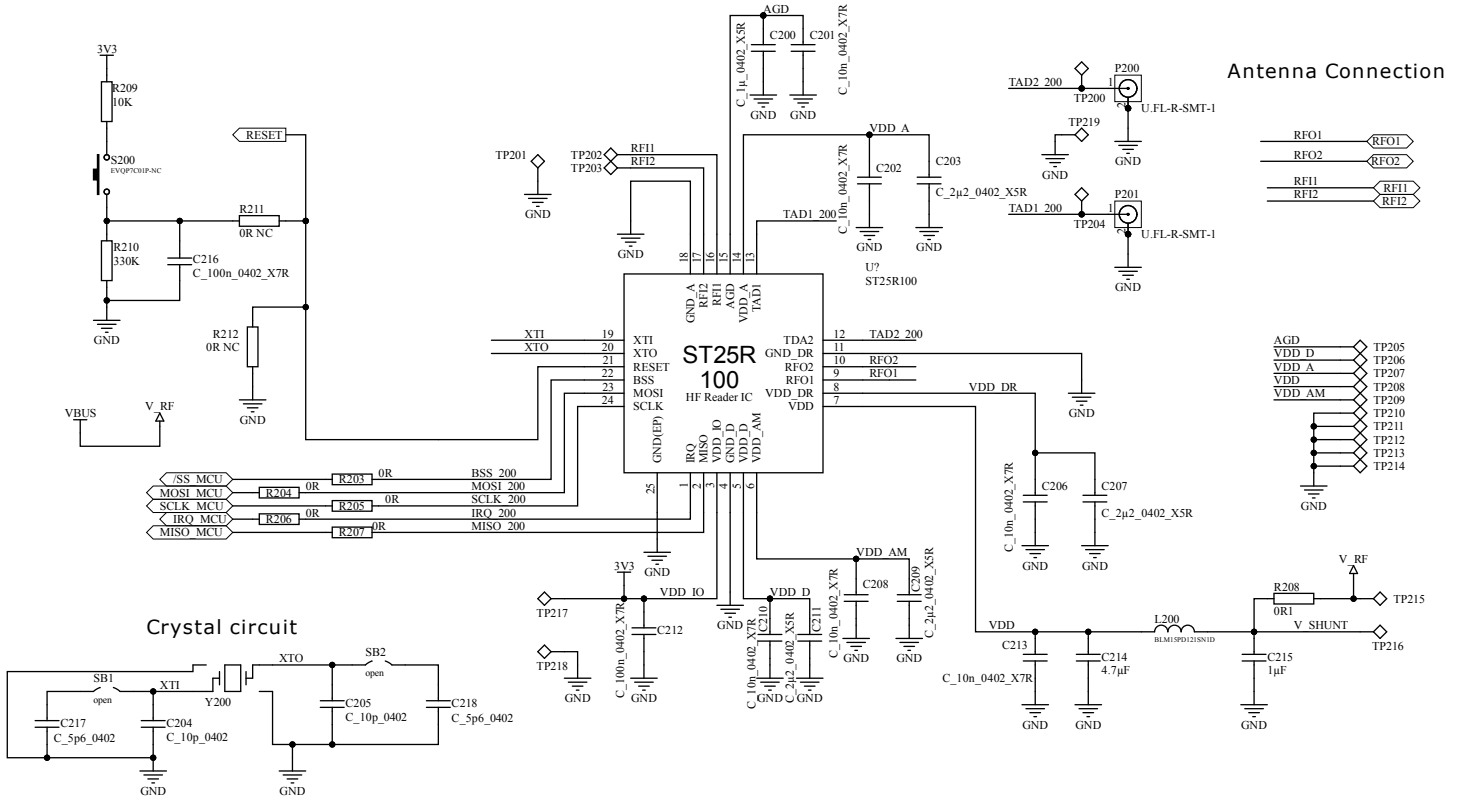 AGD
C200
C201
C_1µ_0402_X5R
C_10n_0402_X7R
GND
GND
3V3
R209
10K
RESET
S200
EVQP7C01P-NC
R211
0R NC
R210
330K
C216
C_100n_0402_X7R
GND
R212
0R NC
GND
VBUS
V_RF
TP201
GND
TP202
RFI1
TP203
RFI2
GND
VDD_A
C202
C203
C_10n_0402_X7R
C_2µ2_0402_X5R
GND
GND
TAD1_200
U?
ST25R100
TAD2_200
TP200
P200
1
2
U.FL-R-SMT-1
GND
TP219
GND
TAD1_200
TP204
P201
1
2
U.FL-R-SMT-1
GND
Antenna Connection
RFO1
RFO1
RFO2
RFO2
RFI1
RFI1
RFI2
RFI2
18
17
16
15
14
13
GND_A
RFI2
RFI1
AGD
VDD_A
TAD1
XTI
19
XTI
XTO
20
XTO
21
RESET
22
BSS
23
MOSI
24
SCLK
ST25R
100
HF Reader IC
TDA2
12
TAD2_200
GND_DR
11
RFO2
10
RFO2
RFO1
9
RFO1
VDD_DR
8
VDD_DR
VDD
7
GND
GND(EP)
IRQ
MISO
VDD_IO
GND_D
VDD_D
VDD_AM
25
1
2
3
4
5
6
AGD
TP205
VDD_D
TP206
VDD_A
TP207
VDD
TP208
VDD_AM
TP209
TP210
TP211
TP212
TP213
TP214
GND
/SS_MCU
R203
0R
BSS_200
MOSI_MCU
R204
0R
MOSI_200
SCLK_MCU
R205
0R
SCLK_200
IRQ_MCU
R206
0R
IRQ_200
MISO_MCU
R207
0R
MISO_200
GND
C206
C207
C_10n_0402_X7R
C_2µ2_0402_X5R
GND
GND
3V3
TP217
VDD_IO
C212
C_100n_0402_X7R
GND
TP218
GND
GND
VDD_D
C210
C211
C_10n_0402_X7R
C_2µ2_0402_X5R
GND
GND
VDD_AM
C208
C209
C_10n_0402_X7R
C_2µ2_0402_X5R
GND
GND
VDD
C213
C_10n_0402_X7R
GND
C214
4.7µF
GND
L200
BLM15PD121SN1D
R208
0R1
V_RF
TP215
V_SHUNT
TP216
C215
1µF
GND
Crystal circuit
SB1
open
XTI
Y200
XTO
SB2
open
C217
C_5p6_0402
C204
C_10p_0402
C205
C_10p_0402
C218
C_5p6_0402
GND
GND